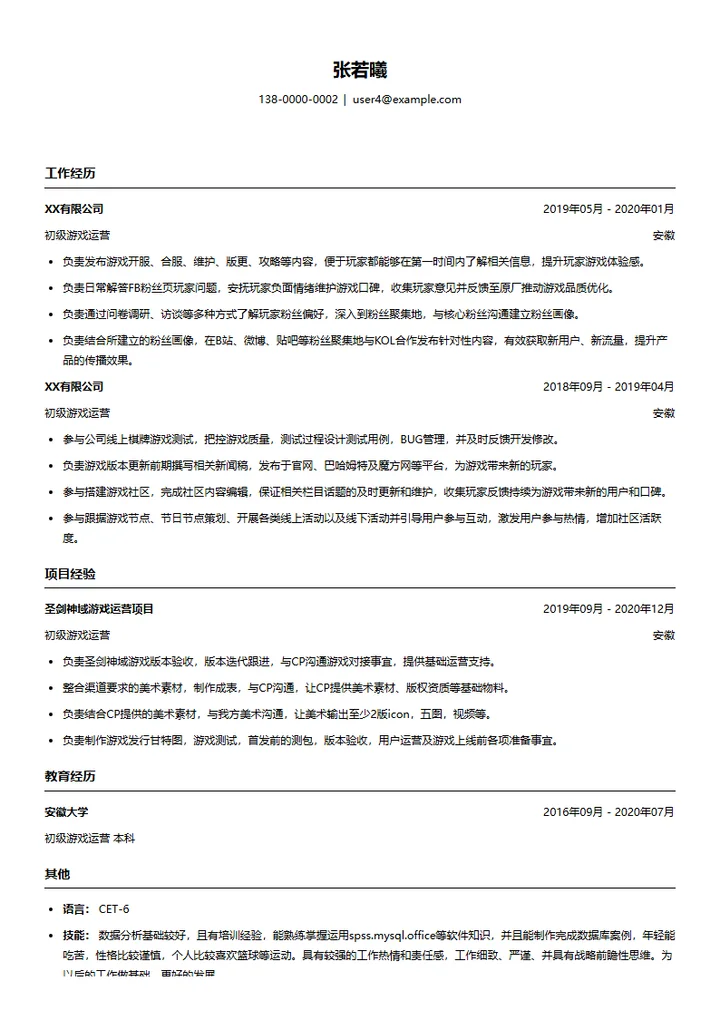 张若曦
138-0000-0002 | user4@example.com
工作经历
XX有限公司 2019年05月 - 2020年01月
初级游戏运营 安徽
• 负责发布游戏开服、合服、维护、版更、攻略等内容，便于玩家都能够在第一时间内了解相关信息，提升玩家游戏体验感。
• 负责日常解答FB粉丝页玩家问题，安抚玩家负面情绪维护游戏口碑，收集玩家意见并反馈至原厂推动游戏品质优化。
• 负责通过问卷调研、访谈等多种方式了解玩家粉丝偏好，深入到粉丝聚集地，与核心粉丝沟通建立粉丝画像。
• 负责结合所建立的粉丝画像，在B站、微博、贴吧等粉丝聚集地与KOL合作发布针对性内容，有效获取新用户、新流量，提升产
品的传播效果。
XX有限公司 2018年09月 - 2019年04月
初级游戏运营 安徽
• 参与公司线上棋牌游戏测试，把控游戏质量，测试过程设计测试用例，BUG管理，并及时反馈开发修改。
• 负责游戏版本更新前期撰写相关新闻稿，发布于官网、巴哈姆特及魔方网等平台，为游戏带来新的玩家。
• 参与搭建游戏社区，完成社区内容编辑，保证相关栏目话题的及时更新和维护，收集玩家反馈持续为游戏带来新的用户和口碑。
• 参与跟据游戏节点、节日节点策划、开展各类线上活动以及线下活动并引导用户参与互动，激发用户参与热情，增加社区活跃
度。
项目经验
圣剑神域游戏运营项目 2019年09月 - 2020年12月
初级游戏运营 安徽
• 负责圣剑神域游戏版本验收，版本迭代跟进，与CP沟通游戏对接事宜，提供基础运营支持。
• 整合渠道要求的美术素材，制作成表，与CP沟通，让CP提供美术素材、版权资质等基础物料。
• 负责结合CP提供的美术素材，与我方美术沟通，让美术输出至少2版icon，五图，视频等。
• 负责制作游戏发行甘特图，游戏测试，首发前的测包，版本验收，用户运营及游戏上线前各项准备事宜。
教育经历
安徽大学 2016年09月 - 2020年07月
初级游戏运营 本科
其他
• 语言： CET-6
• 技能： 数据分析基础较好，且有培训经验，能熟练掌握运用spss.mysql.office等软件知识，并且能制作完成数据库案例，年轻能
吃苦，性格比较谨慎，个人比较喜欢篮球等运动。具有较强的工作热情和责任感，工作细致、严谨、并具有战略前瞻性思维。为
以后的工作做基础，更好的发展